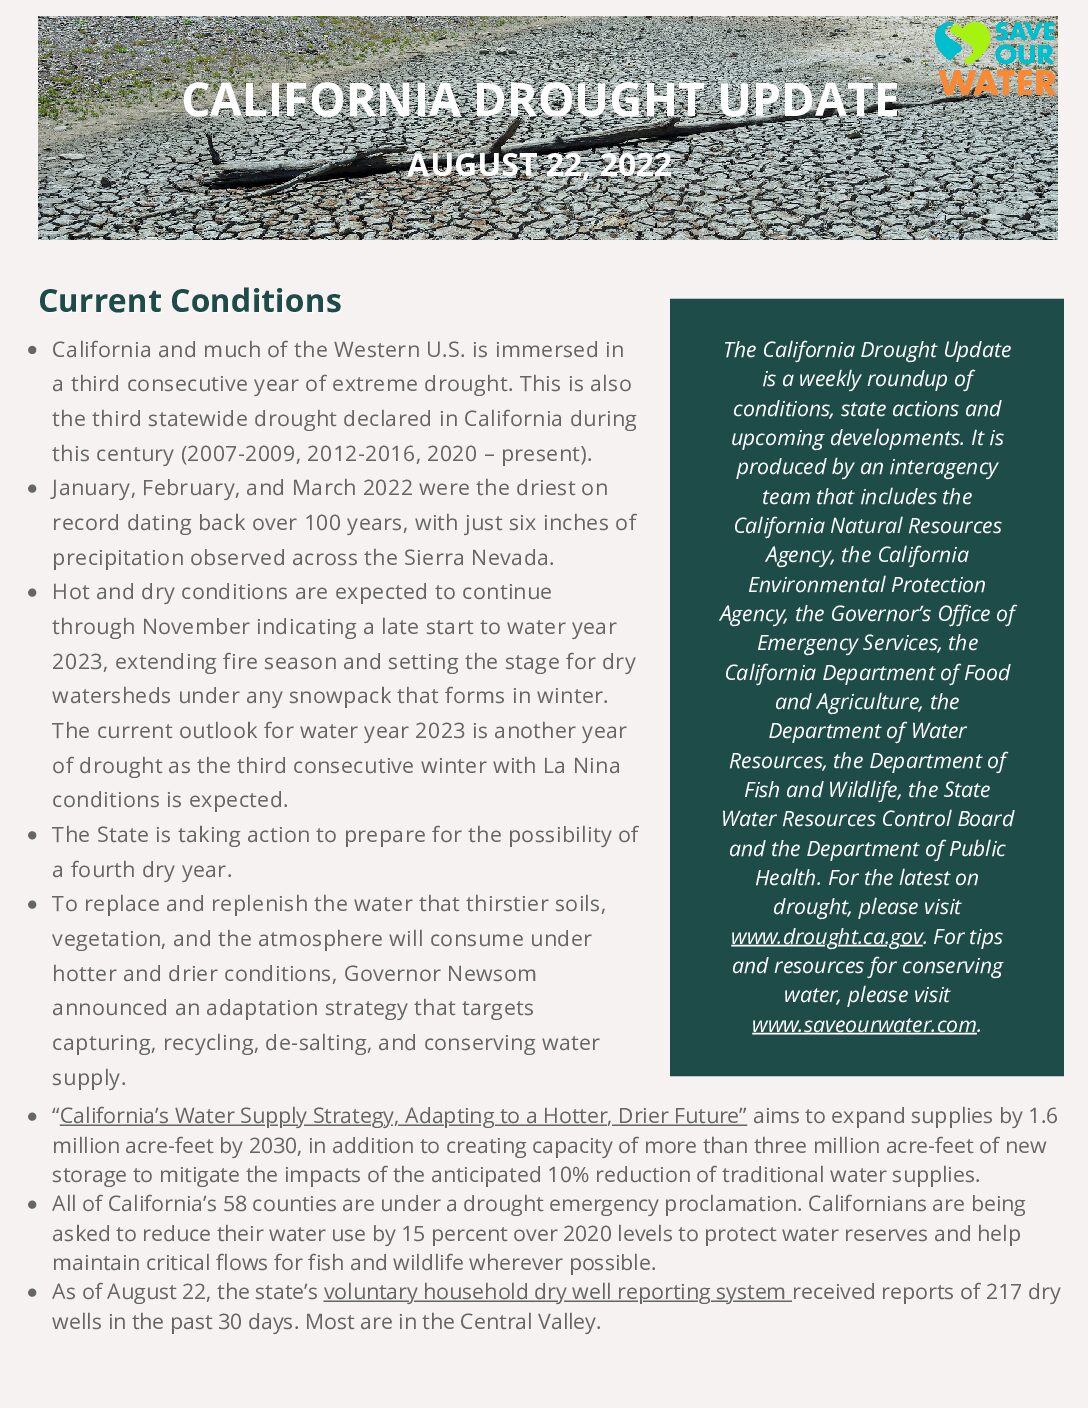 SAVE
OUR
WATER
CALIFORNIA DROUGHT UPDATE
AUGUST 22, 2022
Current Conditions
• California and much of the Western U.S. is immersed in
a third consecutive year of extreme drought. This is also
the third statewide drought declared in California during
this century (2007-2009, 2012-2016, 2020 – present).
• January, February, and March 2022 were the driest on
record dating back over 100 years, with just six inches of
precipitation observed across the Sierra Nevada.
• Hot and dry conditions are expected to continue
through November indicating a late start to water year
2023, extending fire season and setting the stage for dry
watersheds under any snowpack that forms in winter.
The current outlook for water year 2023 is another year
of drought as the third consecutive winter with La Nina
conditions is expected.
• The State is taking action to prepare for the possibility of
a fourth dry year.
• To replace and replenish the water that thirstier soils,
vegetation, and the atmosphere will consume under
hotter and drier conditions, Governor Newsom
announced an adaptation strategy that targets
capturing, recycling, de-salting, and conserving water
supply.
• “California’s Water Supply Strategy, Adapting to a Hotter, Drier Future” aims to expand supplies by 1.6
million acre-feet by 2030, in addition to creating capacity of more than three million acre-feet of new
storage to mitigate the impacts of the anticipated 10% reduction of traditional water supplies.
• All of California’s 58 counties are under a drought emergency proclamation. Californians are being
asked to reduce their water use by 15 percent over 2020 levels to protect water reserves and help
maintain critical flows for fish and wildlife wherever possible.
• As of August 22, the state’s voluntary household dry well reporting system received reports of 217 dry
wells in the past 30 days. Most are in the Central Valley.
The California Drought Update
is a weekly roundup of
conditions, state actions and
upcoming developments. It is
produced by an interagency
team that includes the
California Natural Resources
Agency, the California
Environmental Protection
Agency, the Governor’s Office of
Emergency Services, the
California Department of Food
and Agriculture, the
Department of Water
Resources, the Department of
Fish and Wildlife, the State
Water Resources Control Board
and the Department of Public
Health. For the latest on
drought, please visit
www.drought.ca.gov. For tips
and resources for conserving
water, please visit
www.saveourwater.com.